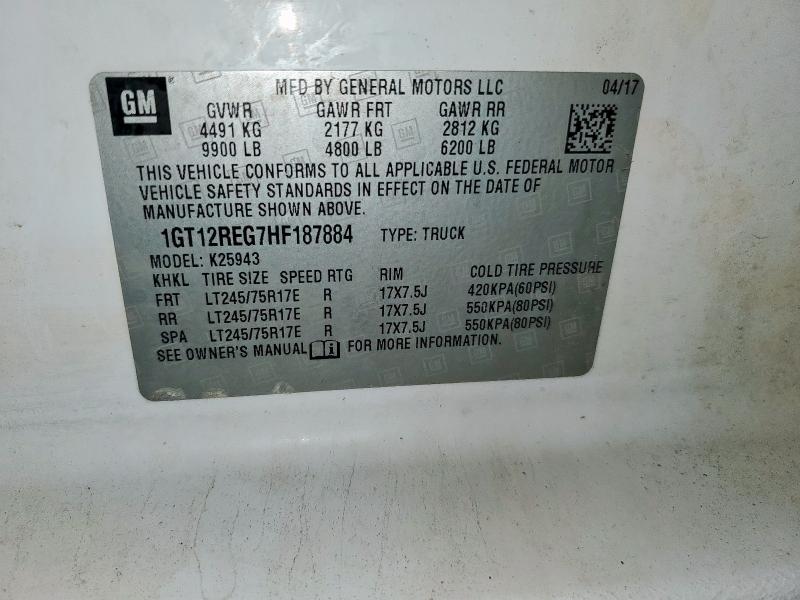 GM
MFD BY GENERAL MOTORS LLC 04/17
GVWR GAWR FRT GAWR RR
4491 KG 2177 KG 2812 KG
9900 LB 4800 LB 6200 LB
THIS VEHICLE CONFORMS TO ALL APPLICABLE U.S. FEDERAL MOTOR
VEHICLE SAFETY STANDARDS IN EFFECT ON THE DATE OF
MANUFACTURE SHOWN ABOVE.
1GT12REG7HF187884 TYPE: TRUCK
MODEL: K25943
KHKL TIRE SIZE SPEED RTG RIM COLD TIRE PRESSURE
FRT LT245/75R17E R 17X7.5J 420KPA(60PSI)
RR LT245/75R17E R 17X7.5J 550KPA(80PSI)
SPA LT245/75R17E R 17X7.5J 550KPA(80PSI)
SEE OWNER'S MANUAL FOR MORE INFORMATION.